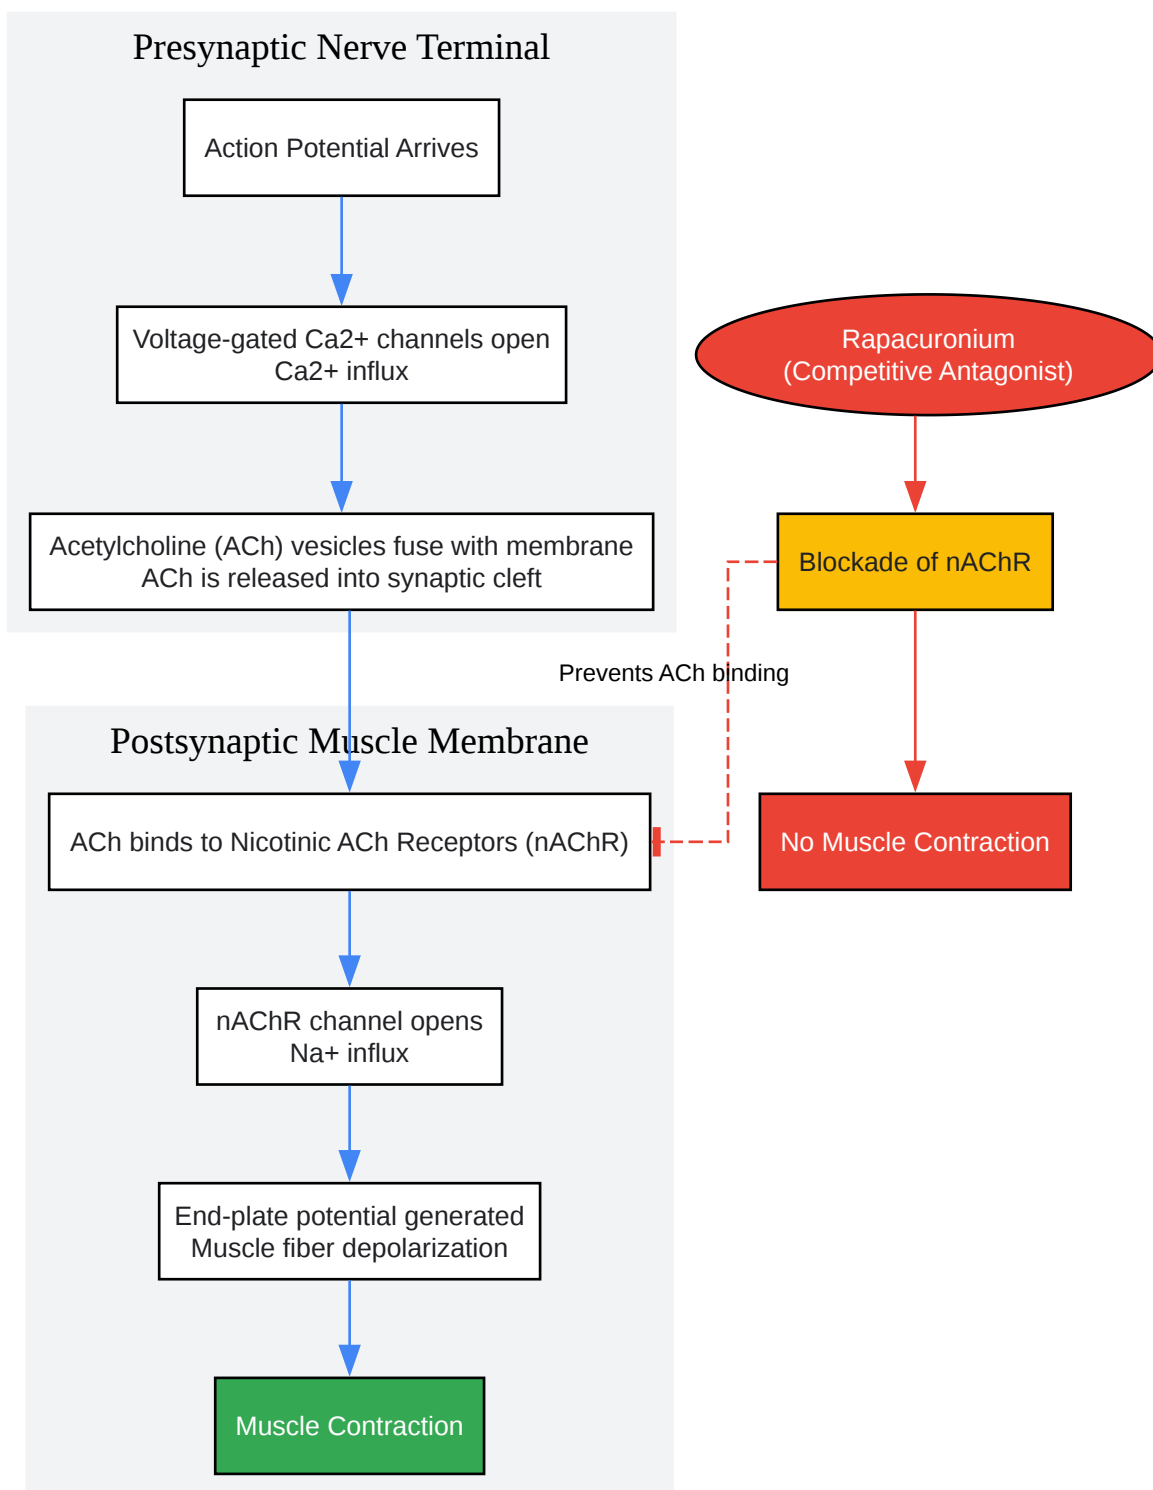 Presynaptic Nerve Terminal
Action Potential Arrives
Voltage-gated Ca2+ channels open
Ca2+ influx
Rapacuronium
(Competitive Antagonist)
Acetylcholine (ACh) vesicles fuse with membrane
ACh is released into synaptic cleft
Blockade of nAChR
Prevents ACh binding
Postsynaptic Muscle Membrane
ACh binds to Nicotinic ACh Receptors (nAChR)
No Muscle Contraction
nAChR channel opens
Na+ influx
End-plate potential generated
Muscle fiber depolarization
Muscle Contraction